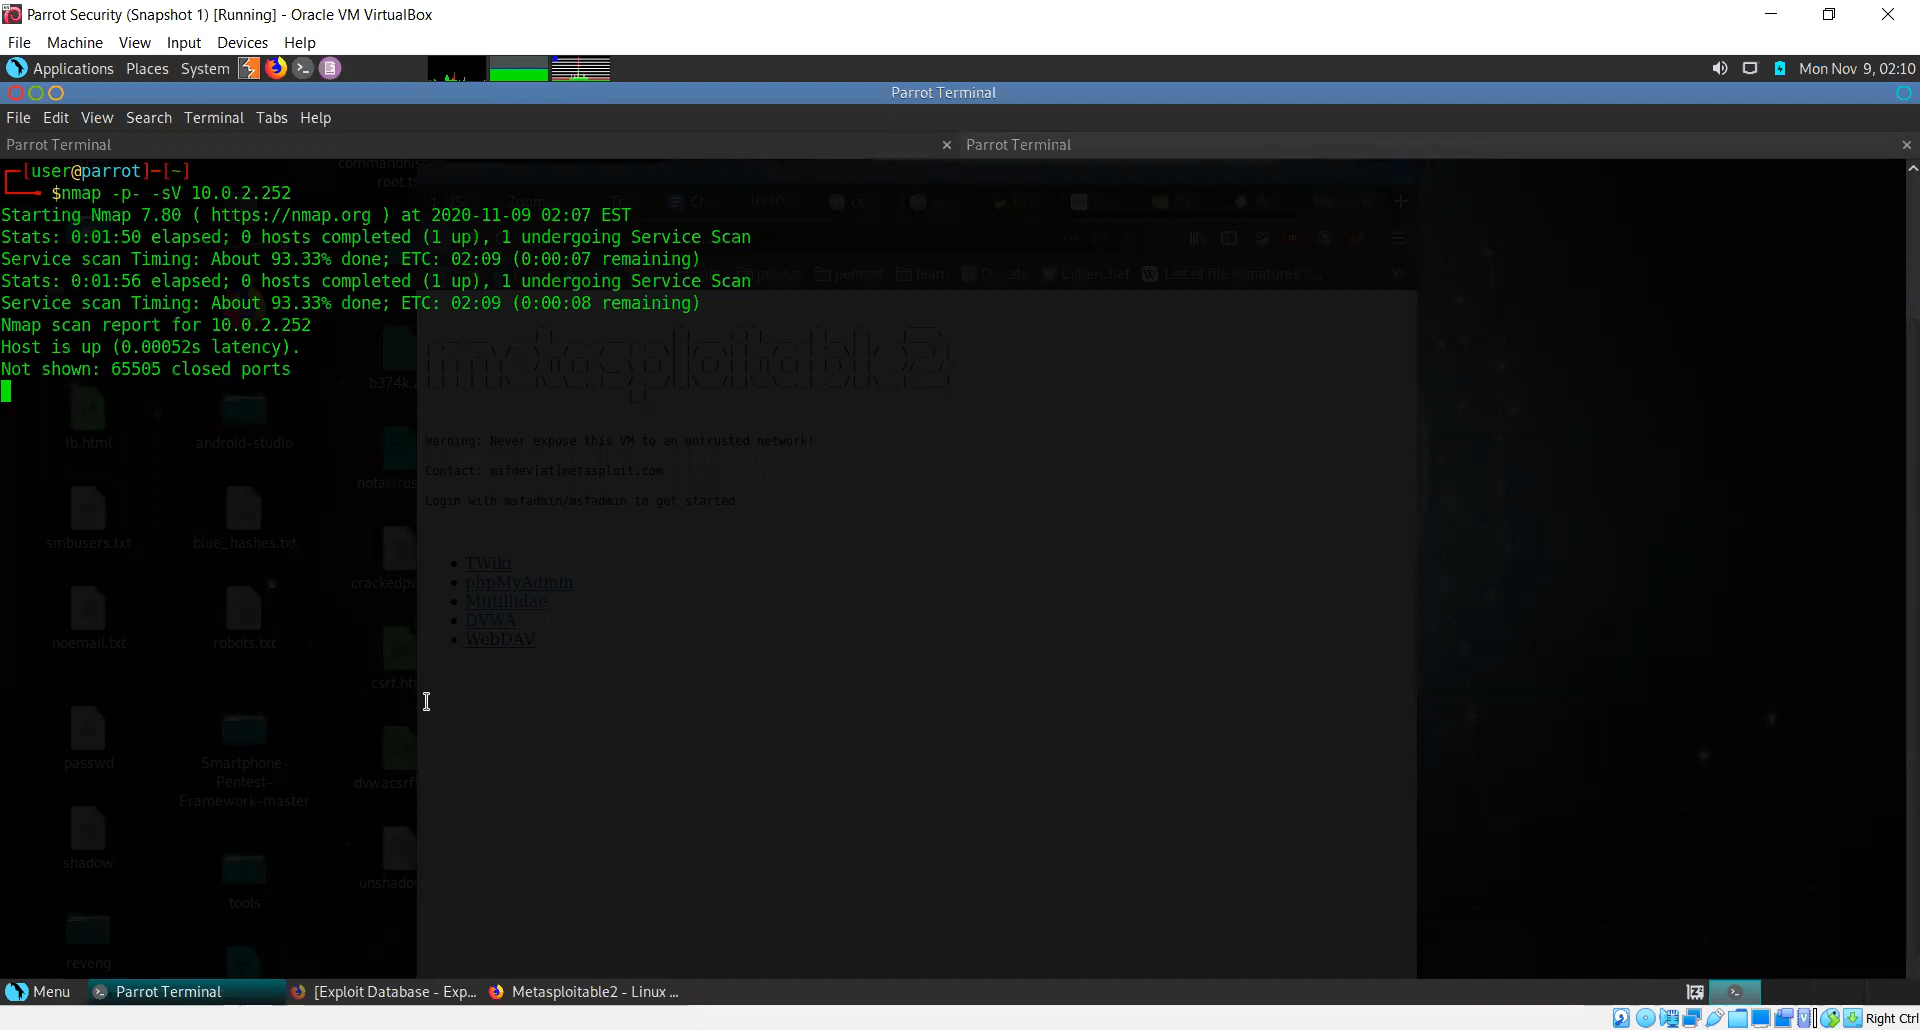 Parrot Security (Snapshot 1) [Running] - Oracle VM VirtualBox
File Machine View Input Devices Help
Applications Places System
Mon Nov 9, 02:10
Parrot Terminal
File Edit View Search Terminal Tabs Help
Parrot Terminal × Parrot Terminal ×
[user@parrot]-[~]
$nmap -p- -sV 10.0.2.252
Starting Nmap 7.80 ( https://nmap.org ) at 2020-11-09 02:07 EST
Stats: 0:01:50 elapsed; 0 hosts completed (1 up), 1 undergoing Service Scan
Service scan Timing: About 93.33% done; ETC: 02:09 (0:00:07 remaining)
Stats: 0:01:56 elapsed; 0 hosts completed (1 up), 1 undergoing Service Scan
Service scan Timing: About 93.33% done; ETC: 02:09 (0:00:08 remaining)
Nmap scan report for 10.0.2.252
Host is up (0.00052s latency).
Not shown: 65505 closed ports
metasploitable2
Warning: Never expose this VM to an untrusted network!
Contact: msfdev[at]metasploit.com
Login with msfadmin/msfadmin to get started
TWiki
phpMyAdmin
Mutillidae
DVWA
WebDAV
fb.html
android-studio
smbusers.txt
blue_hashes.txt
noemail.txt
robots.txt
passwd
Smartphone-
Pentest-
Framework-master
shadow
tools
reveng
Menu Parrot Terminal [Exploit Database - Exp... Metasploitable2 - Linux ...
Right Ctrl